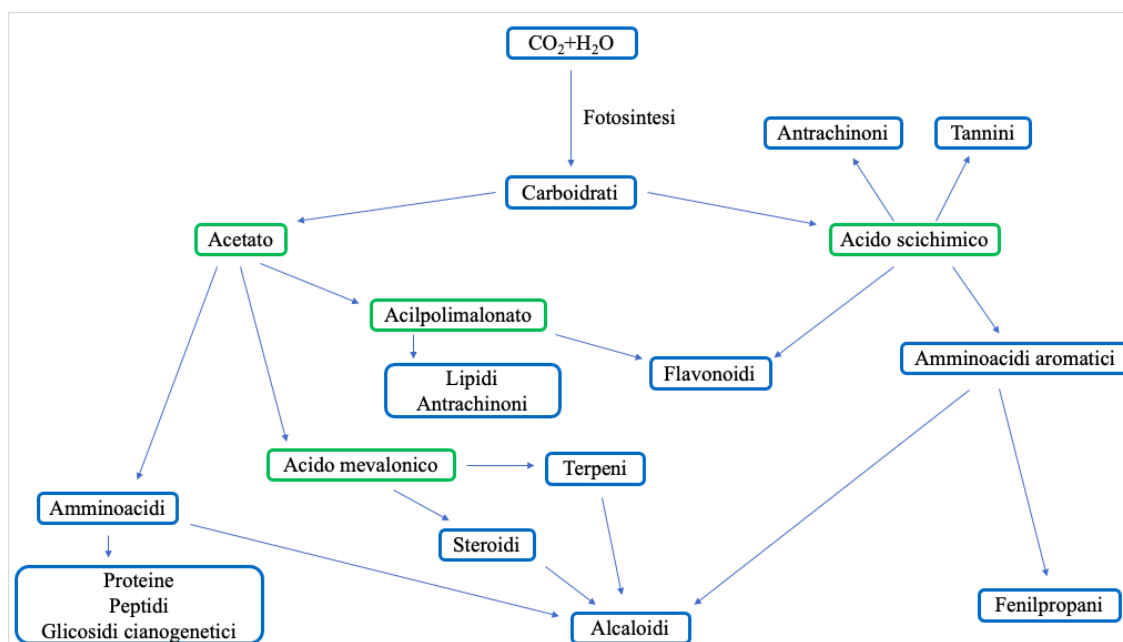 CO₂+H₂O
Fotosintesi
Antrachinoni
Tannini
Carboidrati
Acetato
Acido scichimico
Acilpolimalonato
Lipidi
Antrachinoni
Flavonoidi
Amminoacidi aromatici
Acido mevalonico
Terpeni
Amminoacidi
Steroidi
Proteine
Peptidi
Glicosidi cianogenetici
Alcaloidi
Fenilpropani